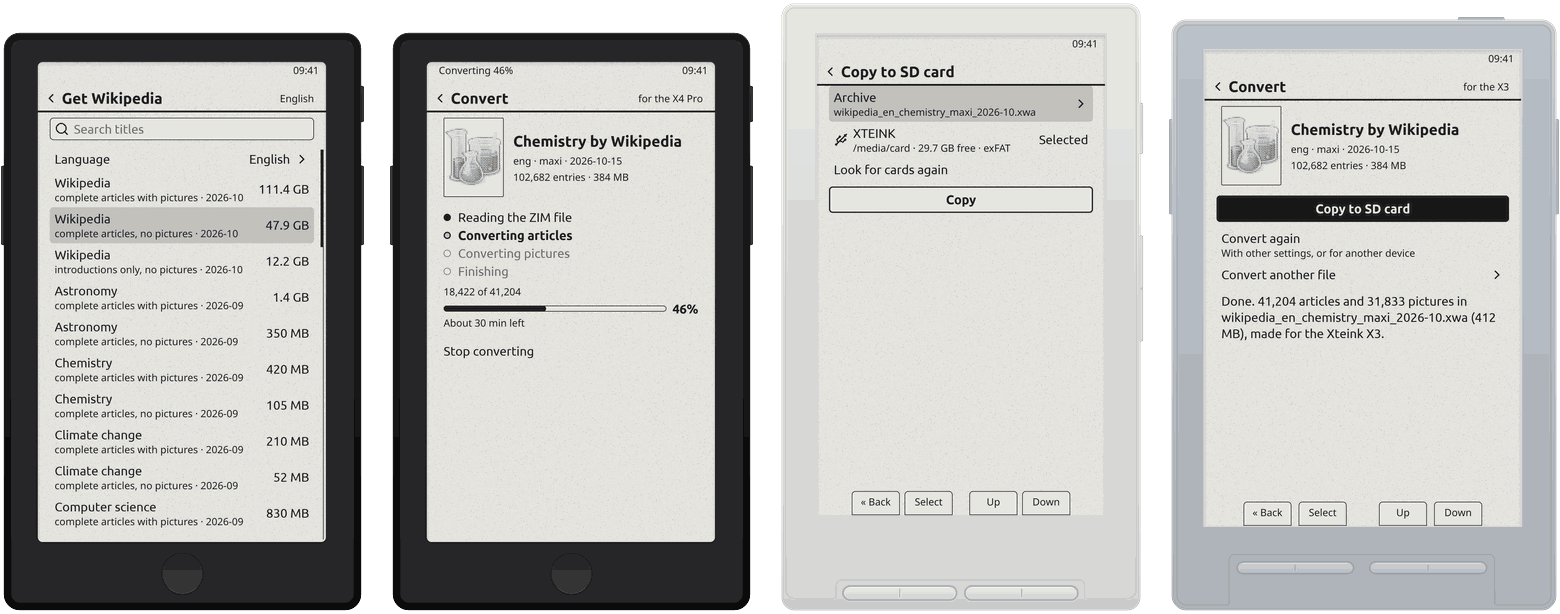 09:41
Get Wikipedia English
Search titles
Language English
Wikipedia
complete articles with pictures · 2026-10 111.4 GB
Wikipedia
complete articles, no pictures · 2026-10 47.9 GB
Wikipedia
introductions only, no pictures · 2026-10 12.2 GB
Astronomy
complete articles with pictures · 2026-09 1.4 GB
Astronomy
complete articles, no pictures · 2026-09 350 MB
Chemistry
complete articles with pictures · 2026-09 420 MB
Chemistry
complete articles, no pictures · 2026-09 105 MB
Climate change
complete articles with pictures · 2026-09 210 MB
Climate change
complete articles, no pictures · 2026-09 52 MB
Computer science
complete articles with pictures · 2026-09 830 MB
Converting 46% 09:41
Convert for the X4 Pro
Chemistry by Wikipedia
eng · maxi · 2026-10-15
102,682 entries · 384 MB
Reading the ZIM file
Converting articles
Converting pictures
Finishing
18,422 of 41,204
46%
About 30 min left
Stop converting
09:41
Copy to SD card
Archive
wikipedia_en_chemistry_maxi_2026-10.xwa
XTEINK
/media/card · 29.7 GB free · exFAT Selected
Look for cards again
Copy
« Back Select Up Down
09:41
Convert for the X3
Chemistry by Wikipedia
eng · maxi · 2026-10-15
102,682 entries · 384 MB
Copy to SD card
Convert again
With other settings, or for another device
Convert another file
Done. 41,204 articles and 31,833 pictures in
wikipedia_en_chemistry_maxi_2026-10.xwa (412
MB), made for the Xteink X3.
« Back Select Up Down